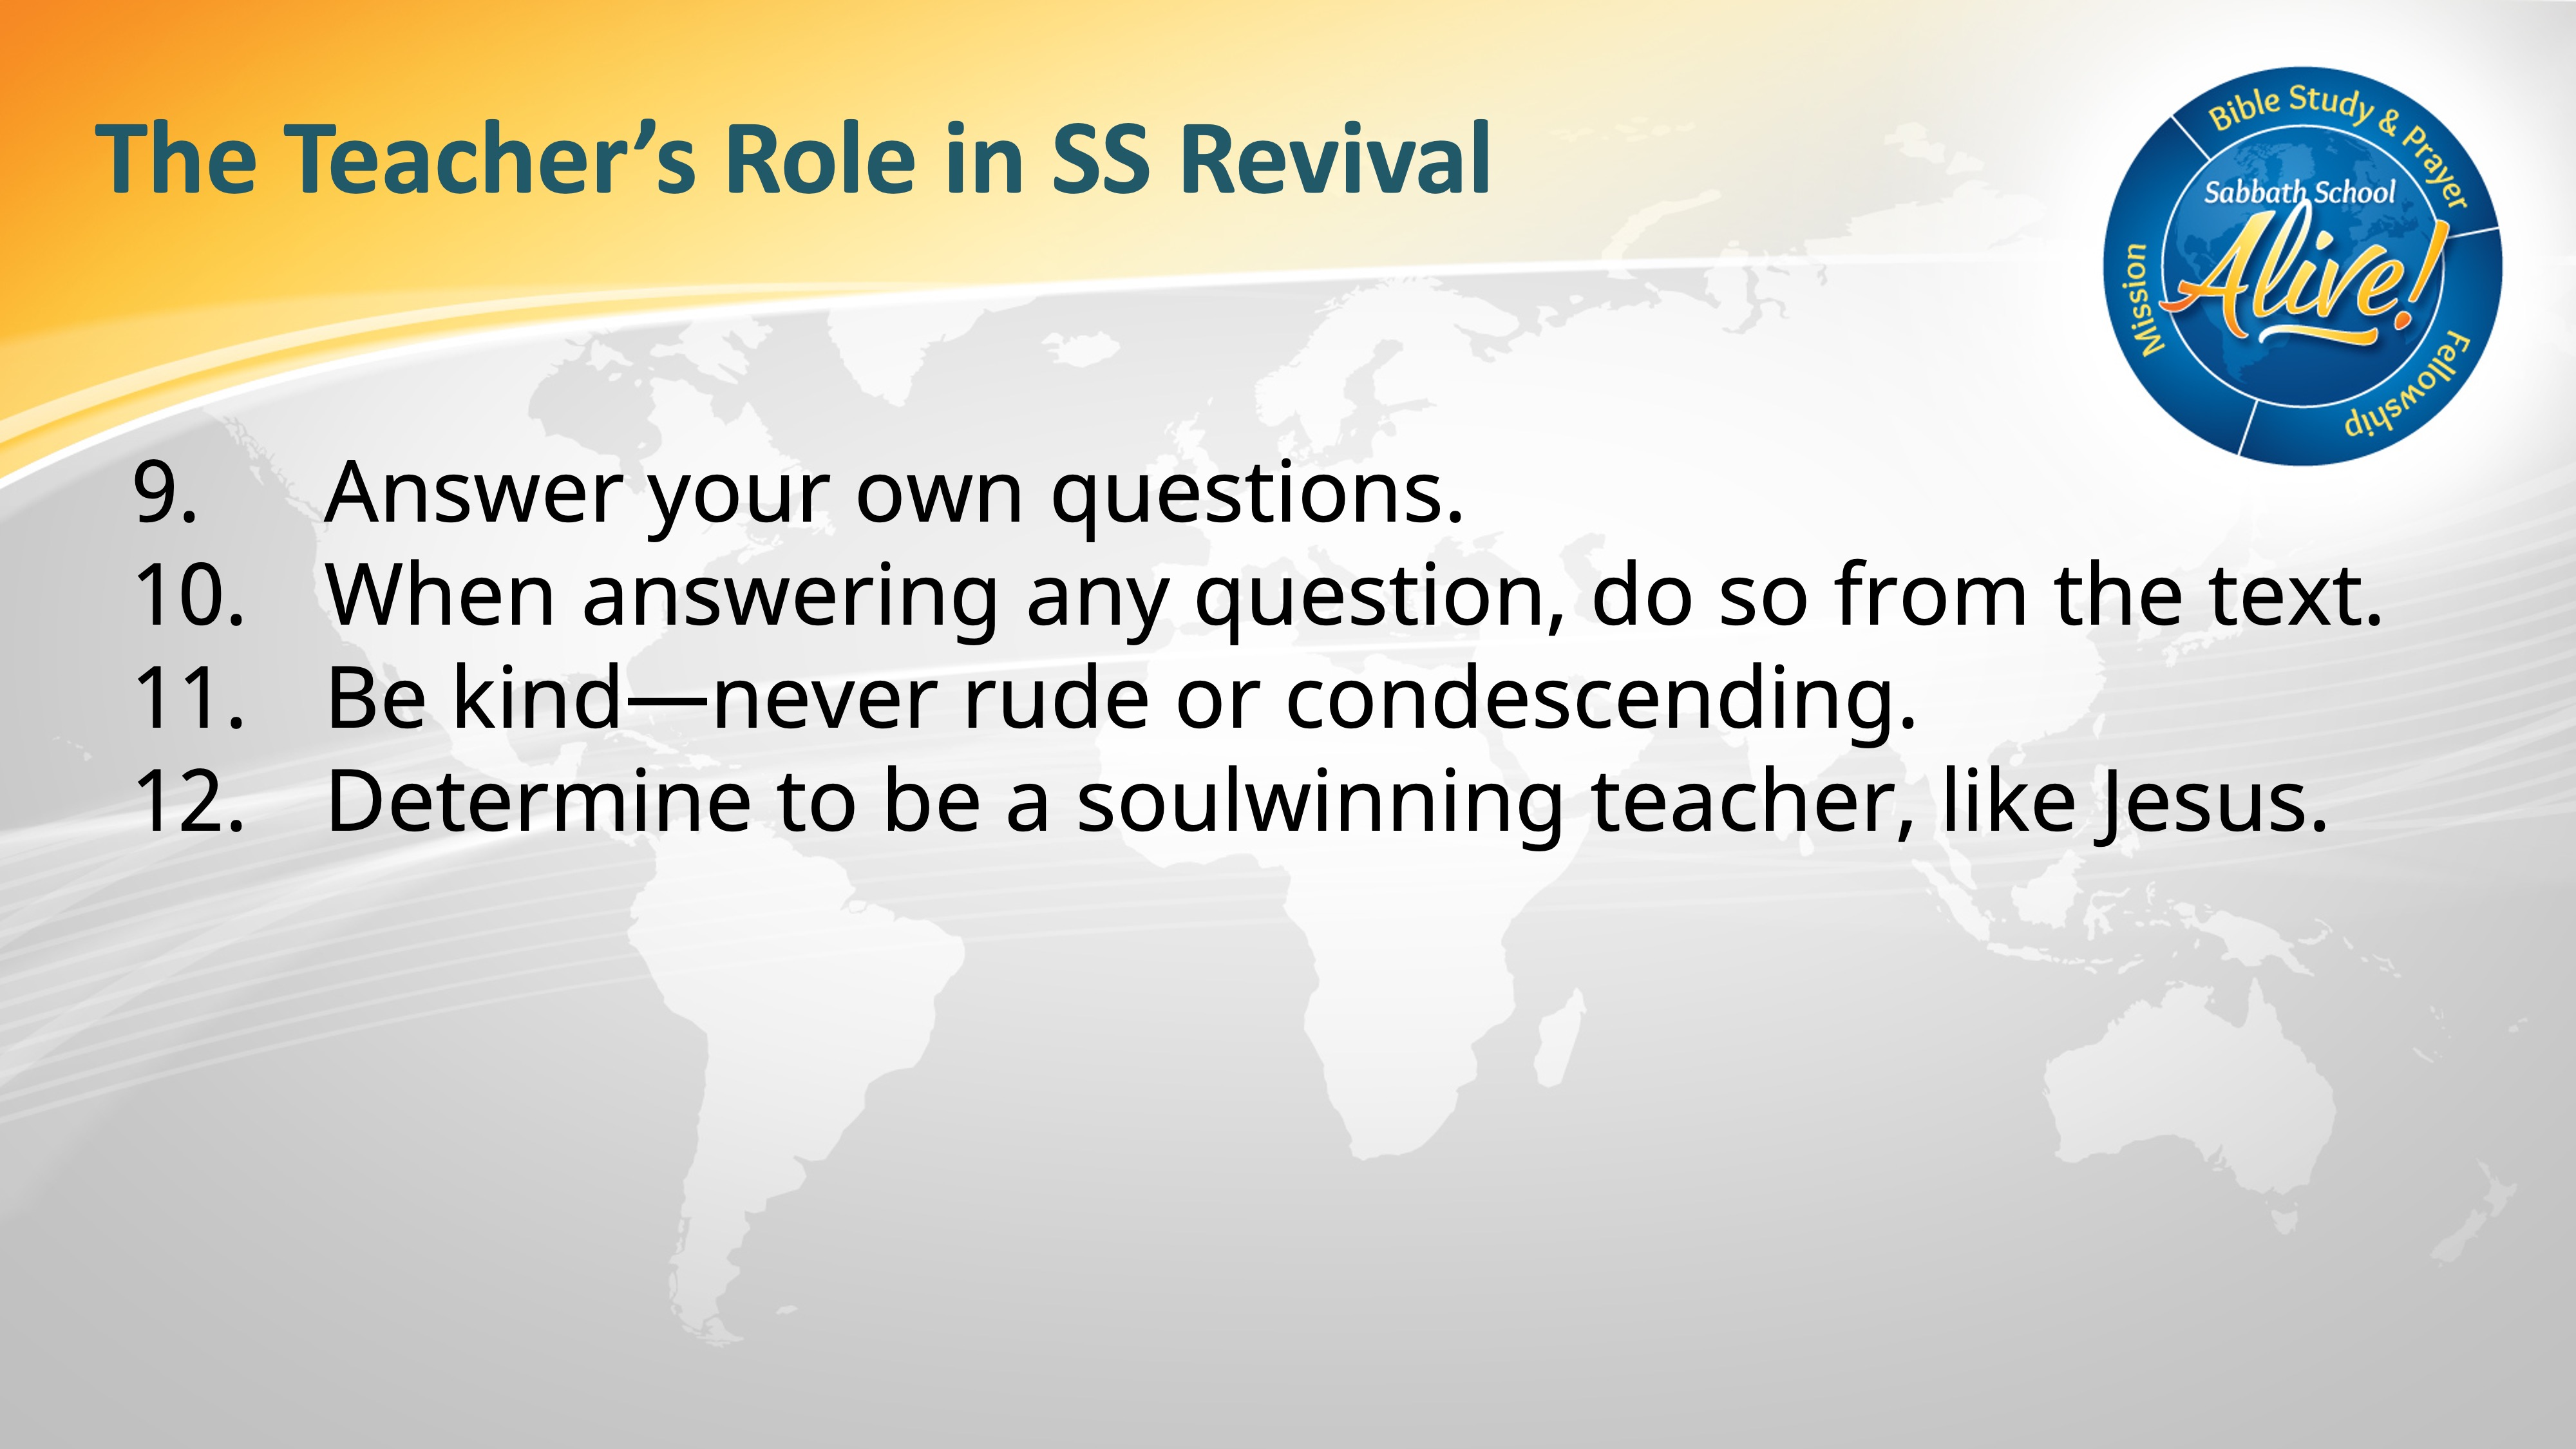 The Teacher’s Role in SS Revival
Bible Study & Prayer
Sabbath School
Alive!
Mission
Fellowship
9. Answer your own questions.
10. When answering any question, do so from the text.
11. Be kind—never rude or condescending.
12. Determine to be a soulwinning teacher, like Jesus.